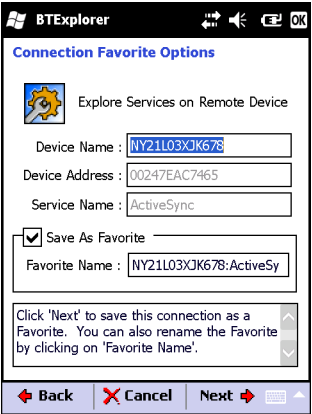 BTExplorer OK
Connection Favorite Options
Explore Services on Remote Device
Device Name : NY21L03XJK678
Device Address : 00247EAC7465
Service Name : ActiveSync
Save As Favorite
Favorite Name : NY21L03XJK678:ActiveSy
Click 'Next' to save this connection as a
Favorite. You can also rename the Favorite
by clicking on 'Favorite Name'.
Back Cancel Next